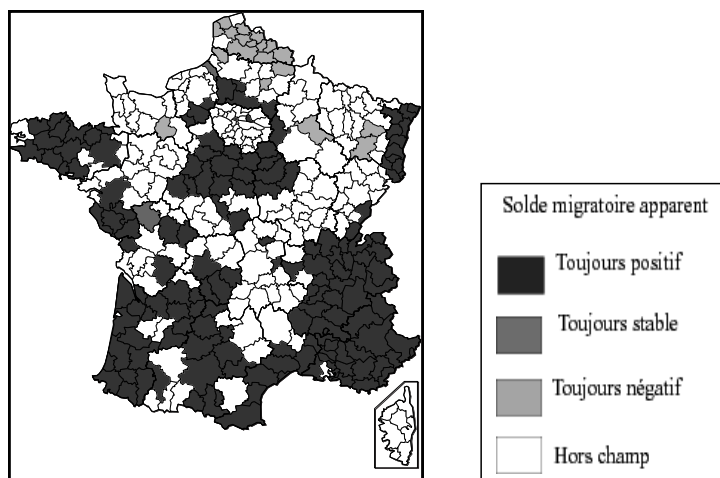 Solde migratoire apparent
Toujours positif
Toujours stable
Toujours négatif
Hors champ